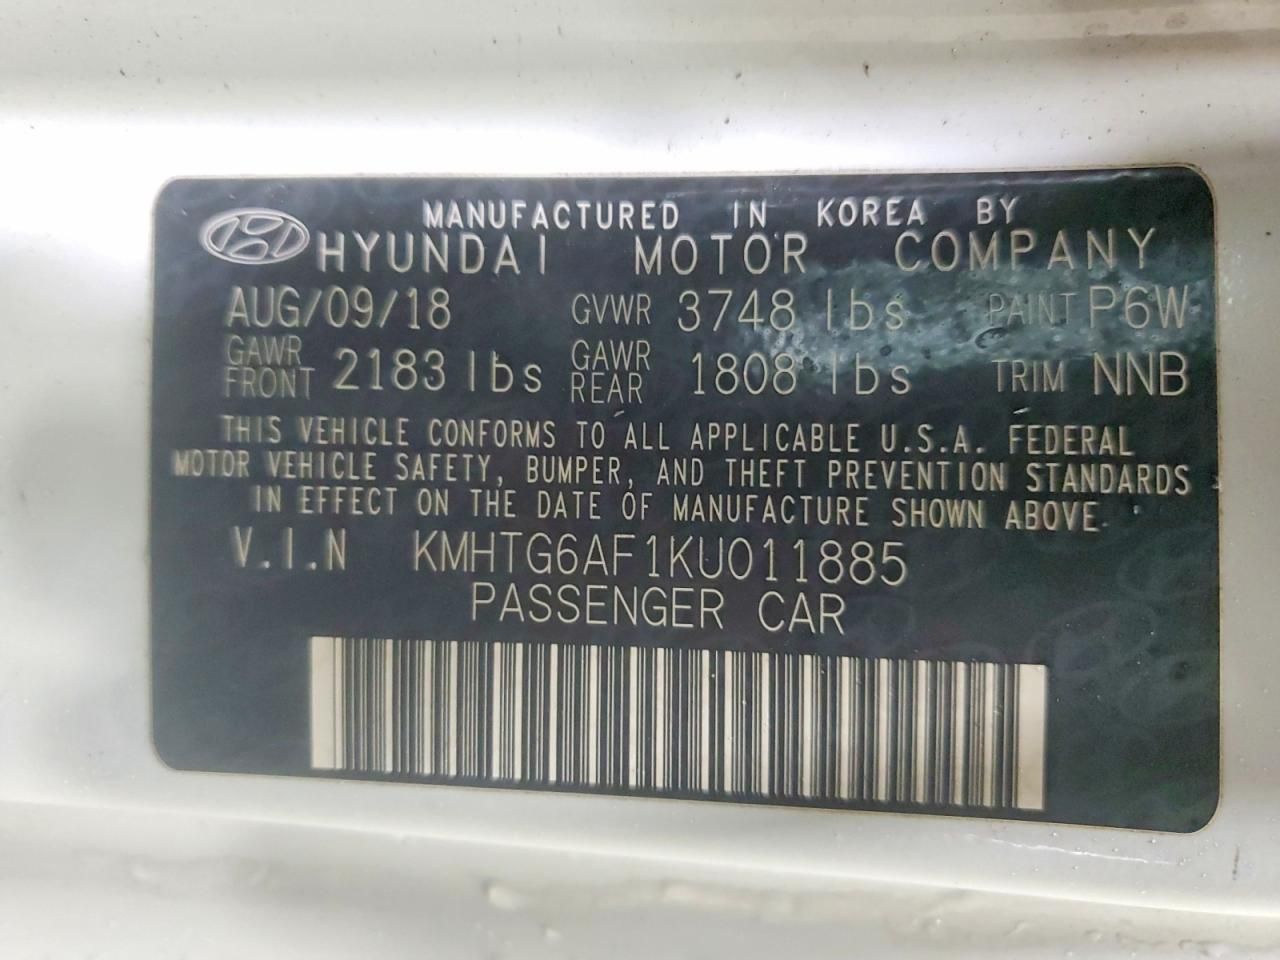 MANUFACTURED IN KOREA BY
HYUNDAI MOTOR COMPANY
AUG/09/18 GVWR 3748 lbs PAINT P6W
GAWR FRONT 2183 lbs GAWR REAR 1808 lbs TRIM NNB
THIS VEHICLE CONFORMS TO ALL APPLICABLE U.S.A. FEDERAL
MOTOR VEHICLE SAFETY, BUMPER, AND THEFT PREVENTION STANDARDS
IN EFFECT ON THE DATE OF MANUFACTURE SHOWN ABOVE.
V.I.N KMHTG6AF1KU011885
PASSENGER CAR